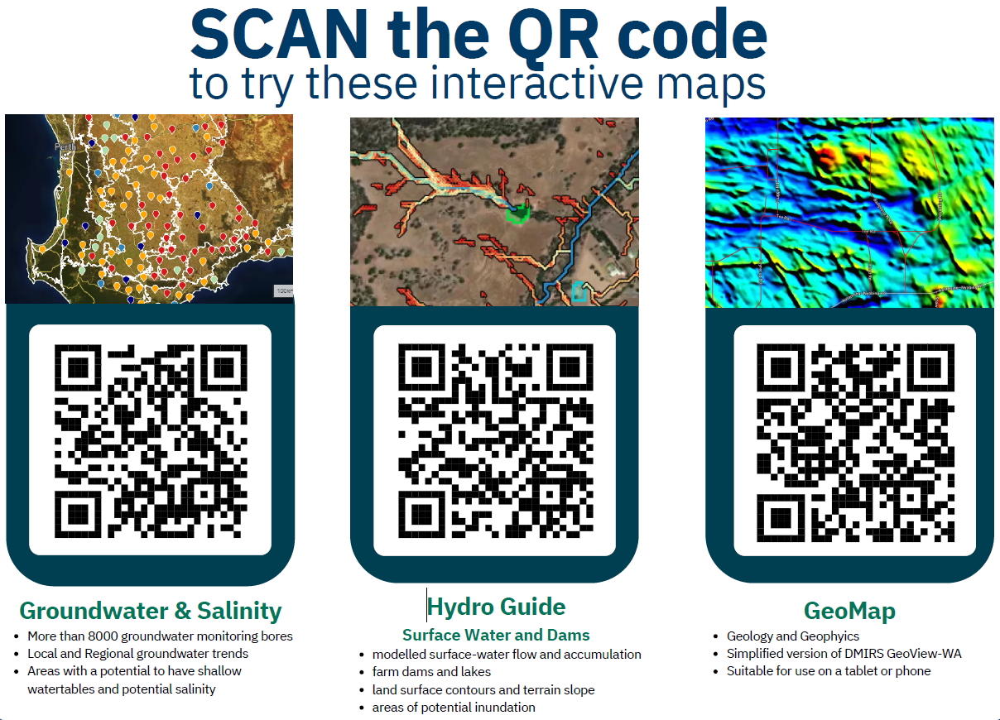 SCAN the QR code
to try these interactive maps
Perth
100km
Groundwater & Salinity
• More than 8000 groundwater monitoring bores
• Local and Regional groundwater trends
• Areas with a potential to have shallow
watertables and potential salinity
Hydro Guide
Surface Water and Dams
• modelled surface-water flow and accumulation
• farm dams and lakes
• land surface contours and terrain slope
• areas of potential inundation
GeoMap
• Geology and Geophyics
• Simplified version of DMIRS GeoView-WA
• Suitable for use on a tablet or phone